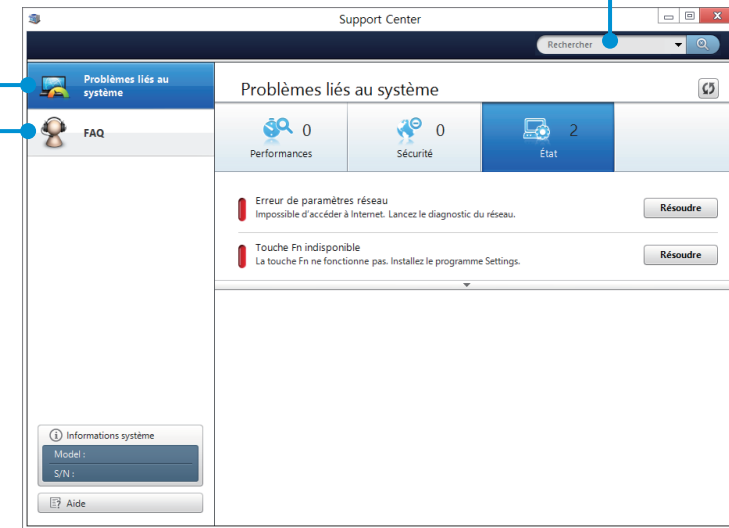 Support Center
Rechercher
Problèmes liés au
système
FAQ
Problèmes liés au système
0
Performances
0
Sécurité
2
État
Erreur de paramètres réseau
Impossible d'accéder à Internet. Lancez le diagnostic du réseau.
Résoudre
Touche Fn indisponible
La touche Fn ne fonctionne pas. Installez le programme Settings.
Résoudre
Informations système
Model :
S/N :
Aide